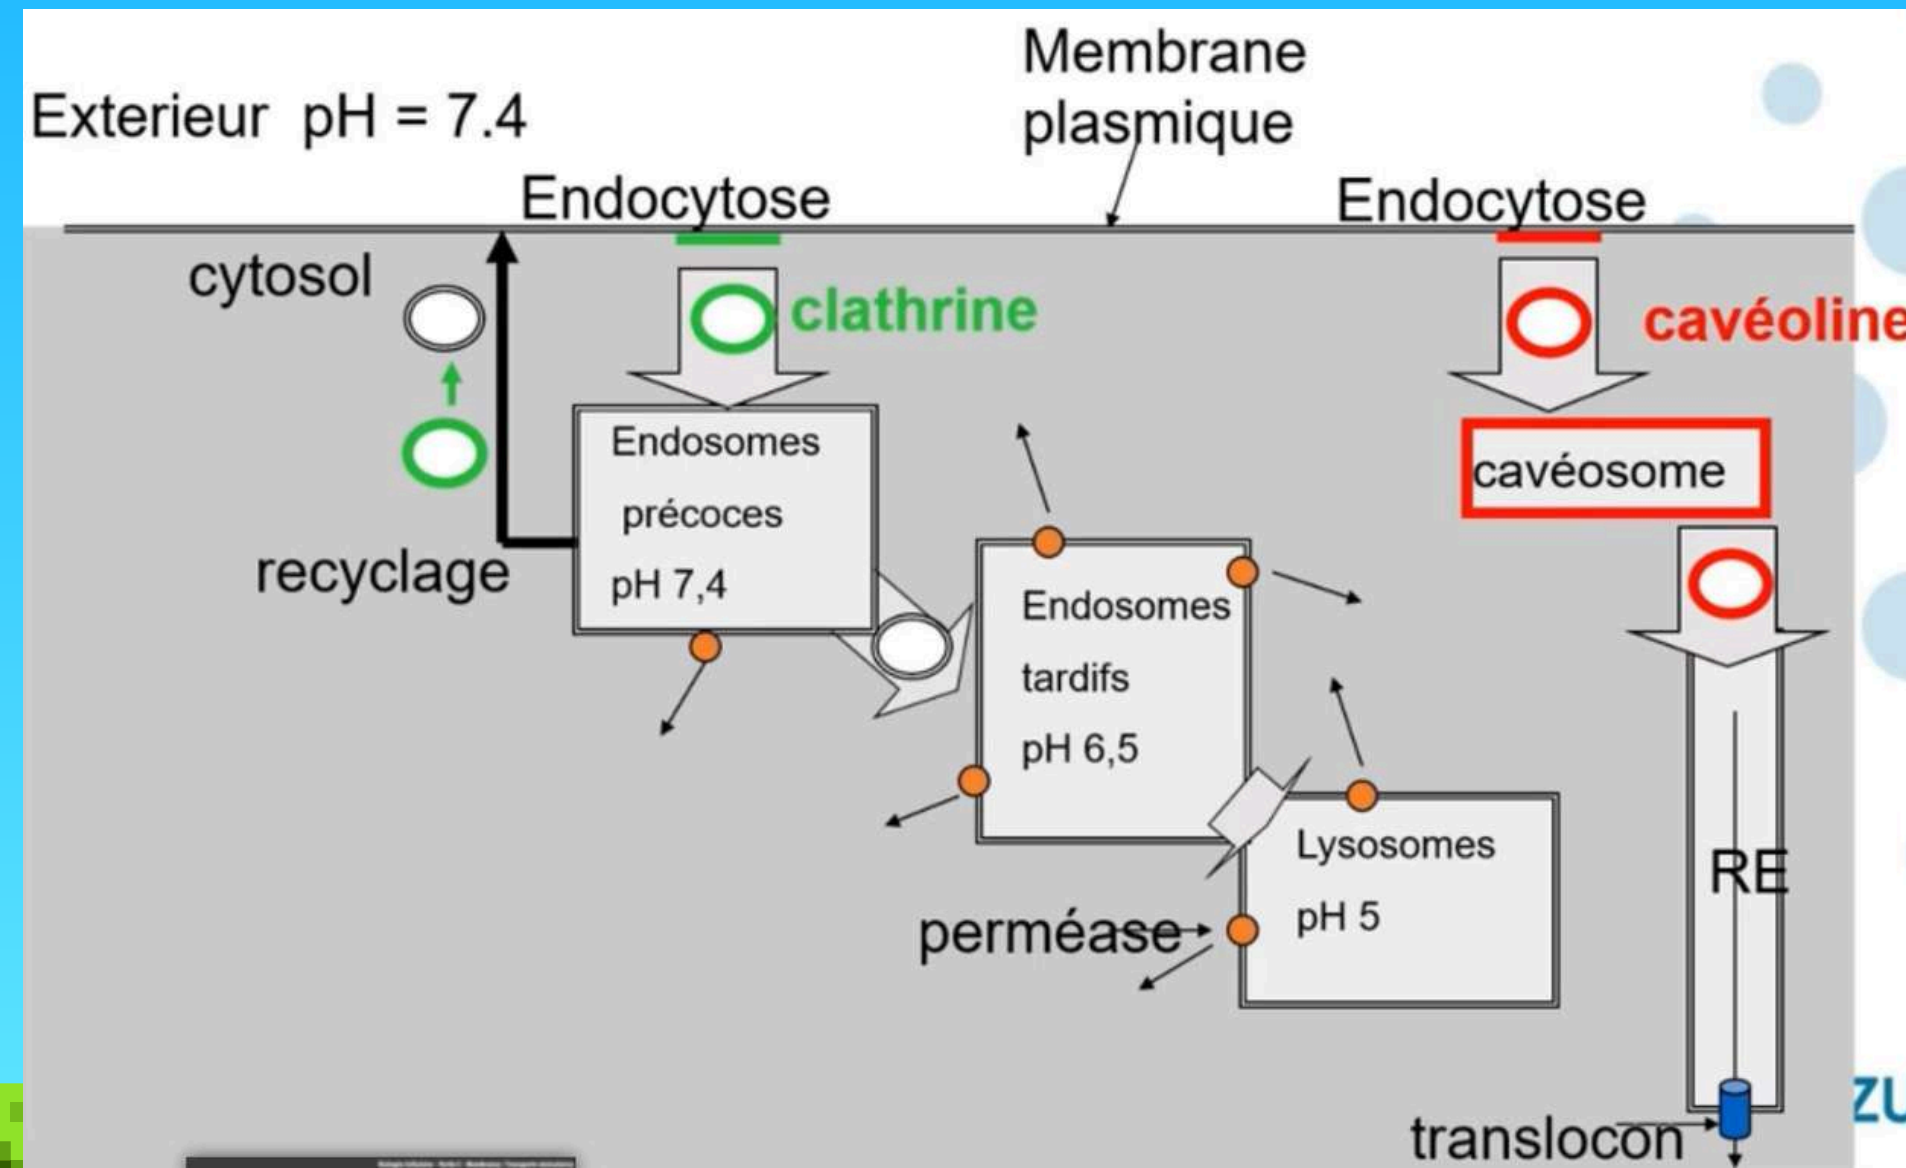 Membrane
plasmique
Exterieur pH = 7.4
Endocytose
Endocytose
cytosol
clathrine
cavéoline
Endosomes
précoces
pH 7,4
cavéosome
recyclage
Endosomes
tardifs
pH 6,5
Lysosomes
pH 5
RE
perméase
translocon
ZU